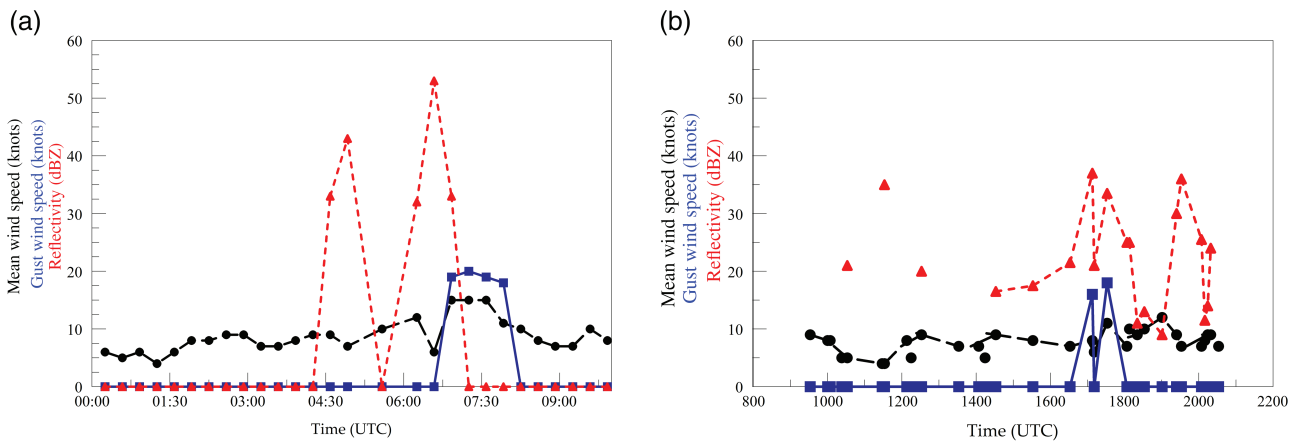 (a)
Mean wind speed (knots)
Gust wind speed (knots)
Reflectivity (dBZ)
60
50
40
30
20
10
0
00:00 01:30 03:00 04:30 06:00 07:30 09:00
Time (UTC)
(b)
Mean wind speed (knots)
Gust wind speed (knots)
Reflectivity (dBZ)
60
50
40
30
20
10
0
800 1000 1200 1400 1600 1800 2000 2200
Time (UTC)